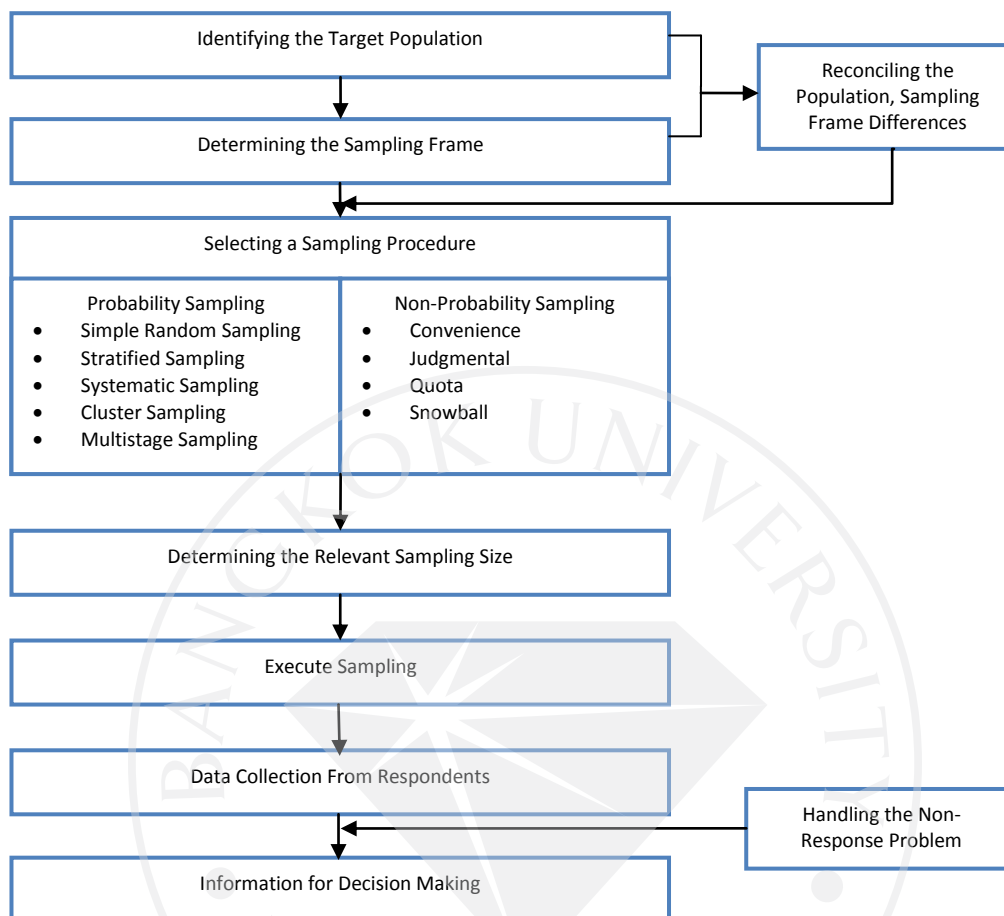 Identifying the Target Population
Reconciling the
Population, Sampling
Frame Differences
Determining the Sampling Frame
Selecting a Sampling Procedure
Probability Sampling
• Simple Random Sampling
• Stratified Sampling
• Systematic Sampling
• Cluster Sampling
• Multistage Sampling
Non-Probability Sampling
• Convenience
• Judgmental
• Quota
• Snowball
Determining the Relevant Sampling Size
Execute Sampling
Data Collection From Respondents
Handling the Non-
Response Problem
Information for Decision Making
BANGKOK UNIVERSITY